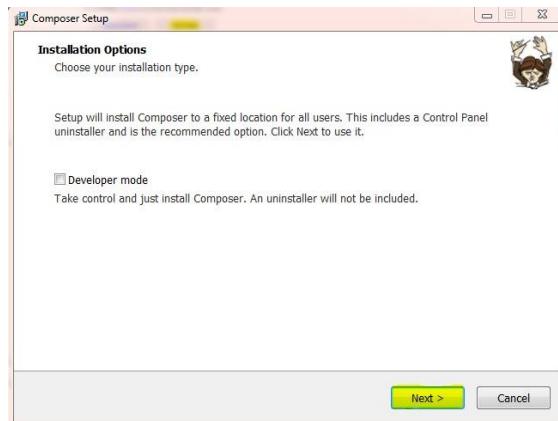 Composer Setup
Installation Options
Choose your installation type.
Setup will install Composer to a fixed location for all users. This includes a Control Panel
uninstaller and is the recommended option. Click Next to use it.
Developer mode
Take control and just install Composer. An uninstaller will not be included.
Next >
Cancel